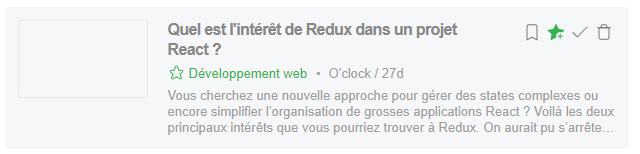 Quel est l'intérêt de Redux dans un projet
React ?
Développement web • O'clock / 27d
Vous cherchez une nouvelle approche pour gérer des states complexes ou
encore simplifier l'organisation de grosses applications React ? Voilà les deux
principaux intérêts que vous pourriez trouver à Redux. On aurait pu s'arrête…